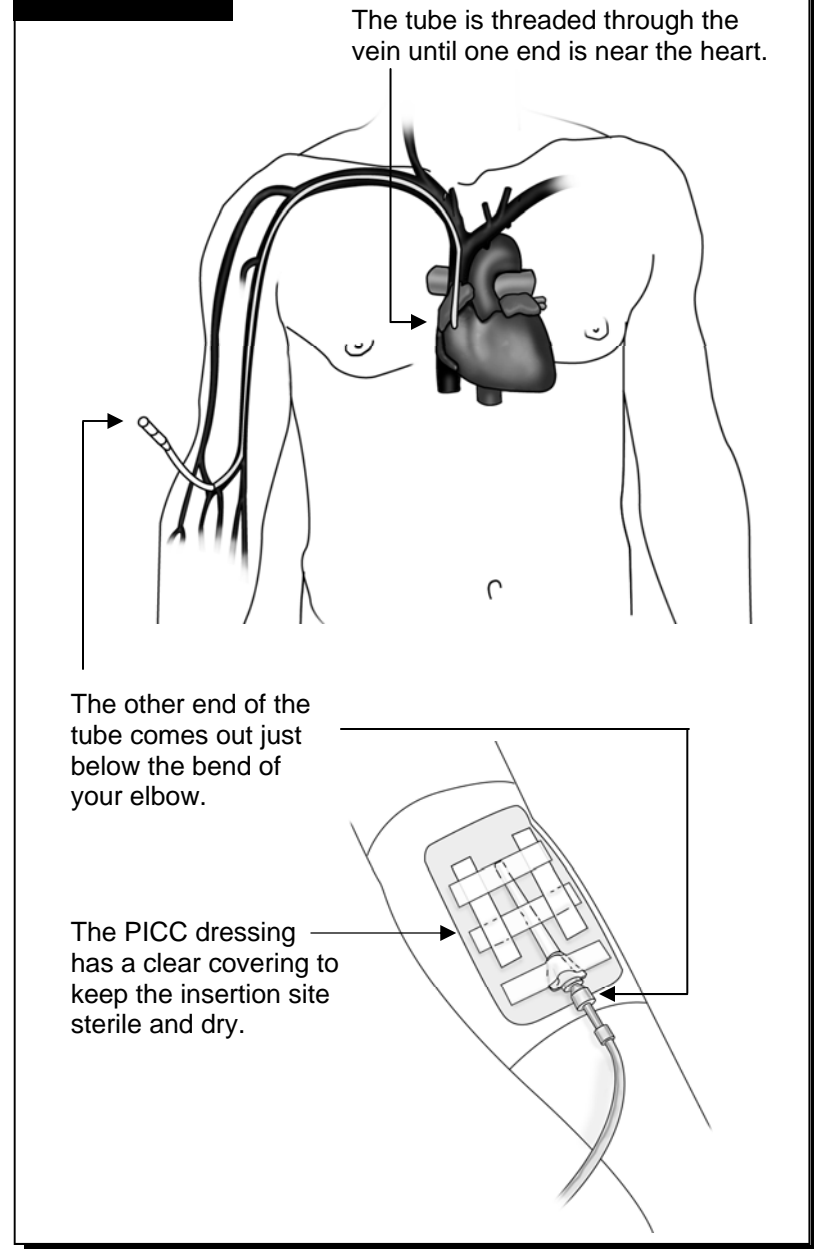 The tube is threaded through the
vein until one end is near the heart.
The other end of the
tube comes out just
below the bend of
your elbow.
The PICC dressing
has a clear covering to
keep the insertion site
sterile and dry.